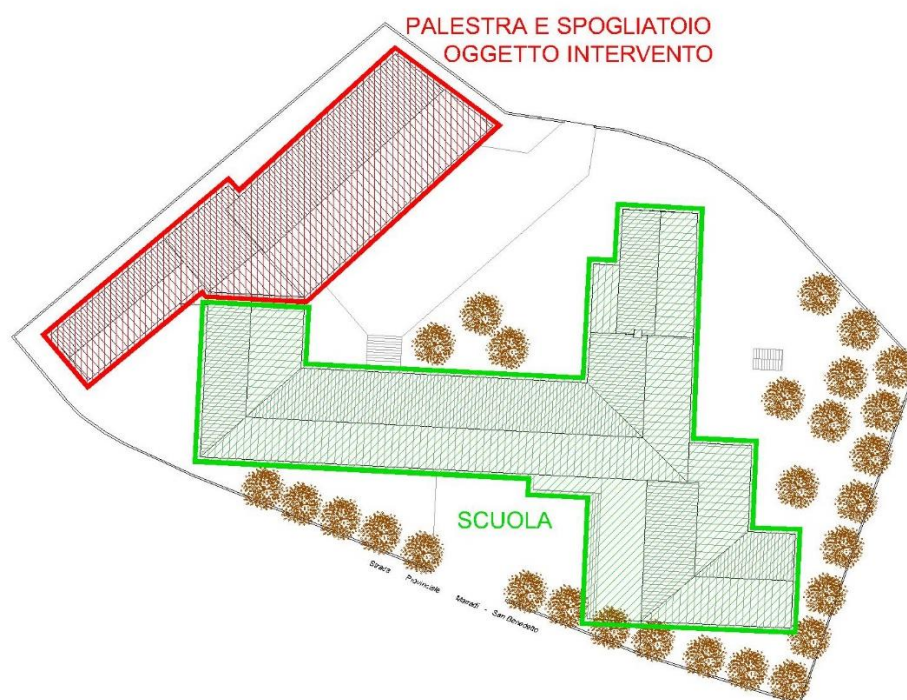 PALESTRA E SPOGLIATOIO
OGGETTO INTERVENTO
SCUOLA
Strada Provinciale Marradi - San Benedetto